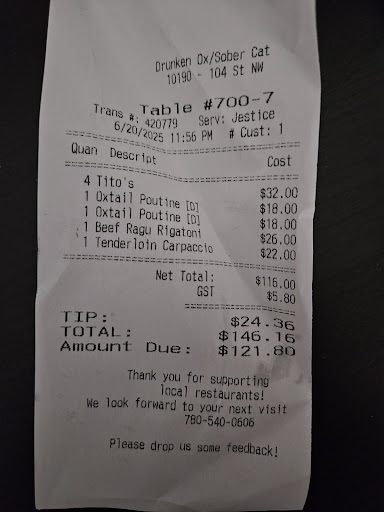 Drunken Ox/Sober Cat
10190 - 104 St NW
Table #700-7
Trans #: 420779 Serv: Jestice
6/20/2025 11:56 PM # Cust: 1
Quan Descript Cost
4 Tito's $32.00
1 Oxtail Poutine [D] $18.00
1 Oxtail Poutine [D] $18.00
1 Beef Ragu Rigatoni $26.00
1 Tenderloin Carpaccio $22.00
Net Total: $116.00
GST $5.80
TIP: $24.36
TOTAL: $146.16
Amount Due: $121.80
Thank you for supporting
local restaurants!
We look forward to your next visit
780-540-0606
Please drop us some feedback!